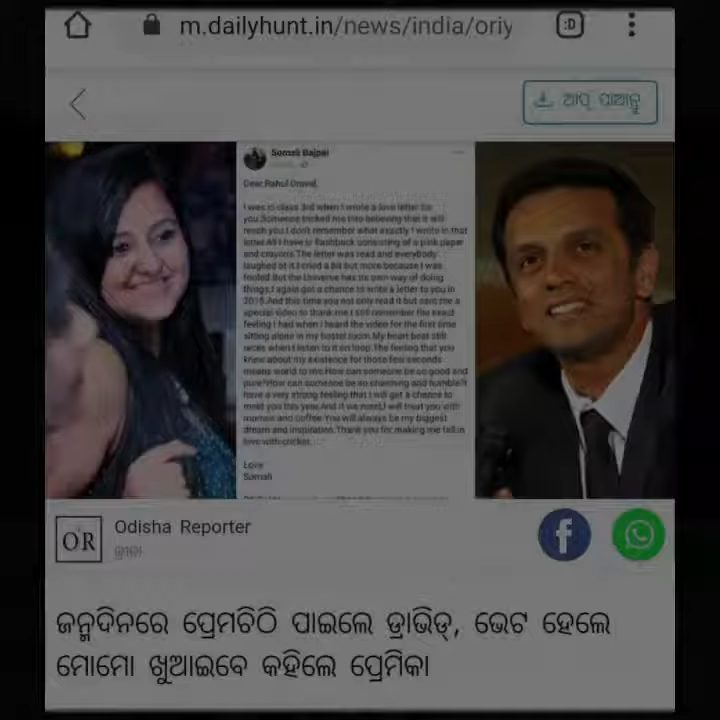 m.dailyhunt.in/news/india/oriy
:D
ଆପ୍ ପାଆନ୍ତୁ
Somali Bajpai
Dear Rahul Dravid,
I was in class 3rd when I wrote a love letter for
you.Someone tricked me into believing that it will
reach you.I don't remember what exactly I wrote in that
letter.All I have is flashback consisting of a pink paper
and crayons.The letter was read and everybody
laughed at it.I cried a bit but more because I was
fooled.But the Universe has its own way of doing
things.I again got a chance to write a letter to you in
And this time you not only read it but sent me a
special video to thank me.I still remember the exact
feeling I had when I heard the video for the first time
sitting alone in my hostel room.My heart beat still
races when I listen to it on loop.The feeling that you
knew about my existence for those few seconds
means world to me.How can someone be so good and
pure?How can someone be so charming and humble?I
have a very strong feeling that I will get a chance to
meet you this year.And if we meet,I will treat you with
momos and coffee.You will always be my biggest
dream and inspiration.Thank you for making me fall in
love with cricket.
Love
Somali
OR
Odisha Reporter
କ୍ରୀଡା
ଜନ୍ମଦିନରେ ପ୍ରେମଚିଠି ପାଇଲେ ଡ୍ରାଭିଡ୍, ଭେଟ ହେଲେ
ମୋମୋ ଖୁଆଇବେ କହିଲେ ପ୍ରେମିକା